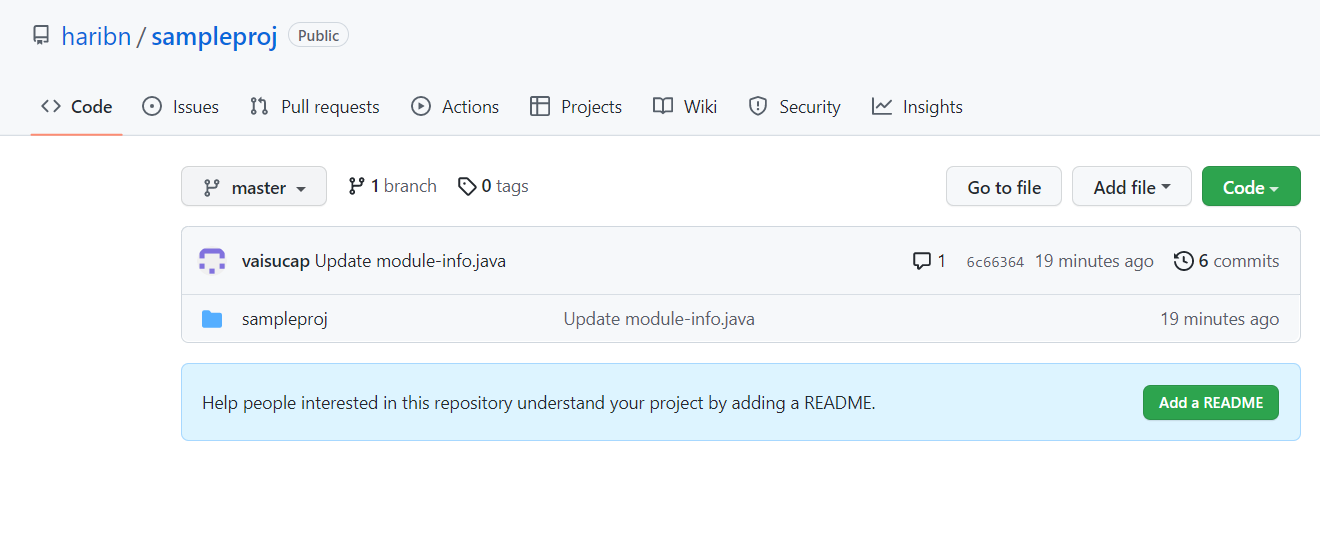 haribn / sampleproj Public
Code Issues Pull requests Actions Projects Wiki Security Insights
master 1 branch 0 tags Go to file Add file Code
vaisucap Update module-info.java 1 6c66364 19 minutes ago 6 commits
sampleproj Update module-info.java 19 minutes ago
Help people interested in this repository understand your project by adding a README. Add a README